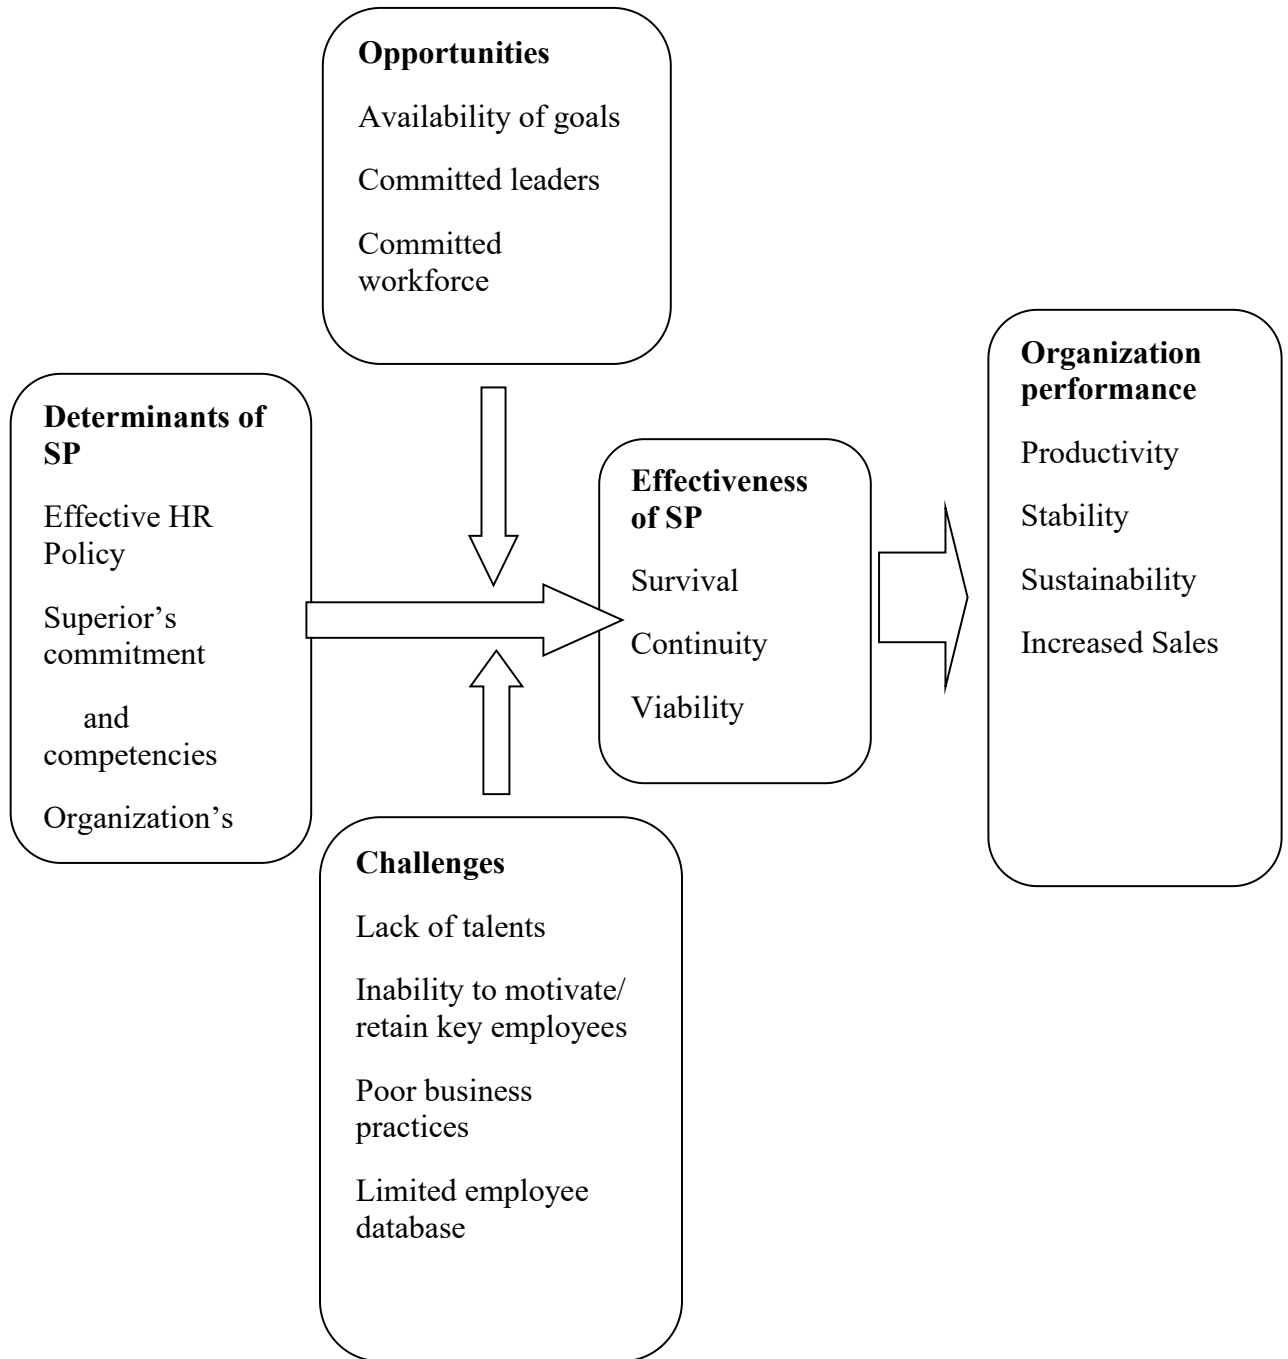 Opportunities
Availability of goals
Committed leaders
Committed
workforce
Determinants of
SP
Effective HR
Policy
Superior’s
commitment
and
competencies
Organization’s
Effectiveness
of SP
Survival
Continuity
Viability
Organization
performance
Productivity
Stability
Sustainability
Increased Sales
Challenges
Lack of talents
Inability to motivate/
retain key employees
Poor business
practices
Limited employee
database